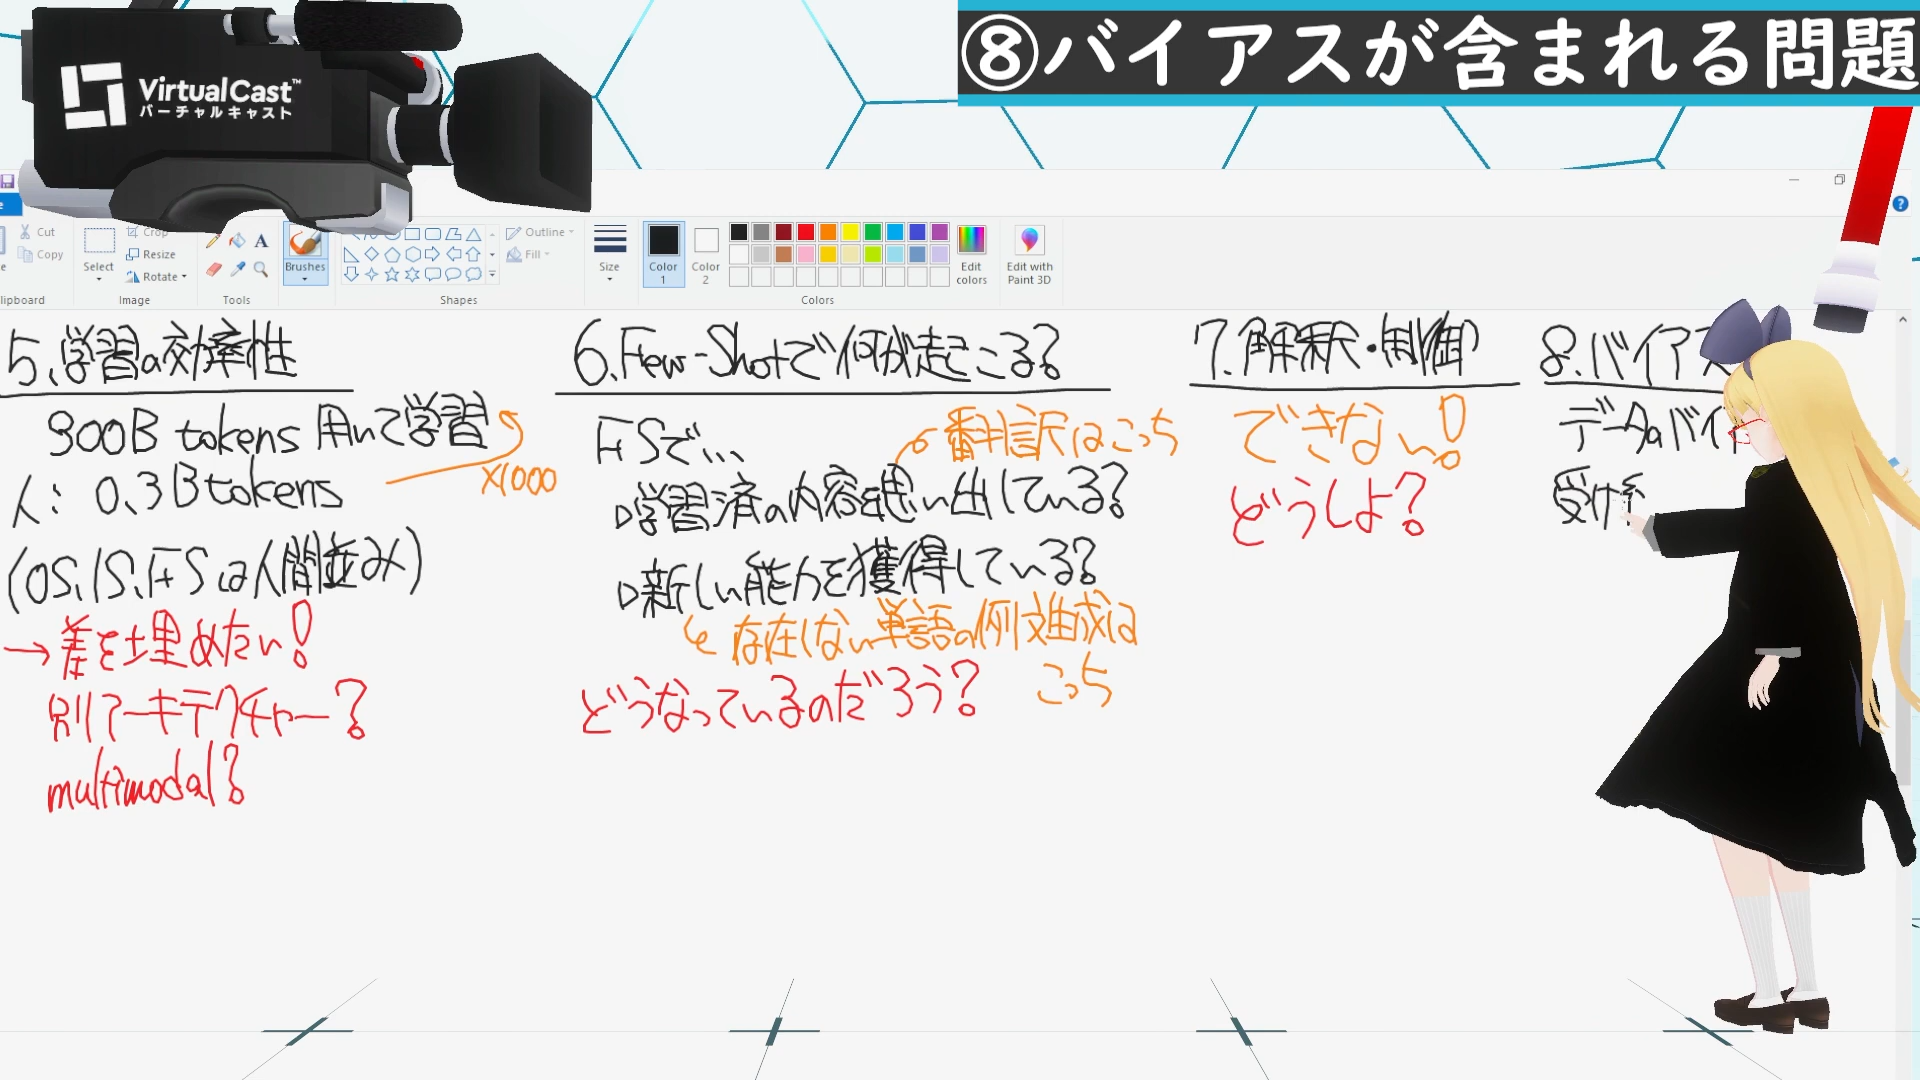 ⑧バイアスが含まれる問題
VirtualCast™
バーチャルキャスト
Cut
Copy
lipboard
Select
Crop
Resize
Rotate
Image
A
Tools
Brushes
Shapes
Outline
Fill
Size
Color 1
Color 2
Colors
Edit colors
Edit with Paint 3D
5.学習の効率性
300B tokens 用いて学習
人: 0.3B tokens
×1000
(OS,1S,FSは人間並み)
→差を埋めたい!
別アーキテクチャー?
multimodal?
6.Few-Shotで何が起こる?
FSで...
翻訳はこっち
▷学習済の内容を思い出している?
▷新しい能力を獲得している?
存在しない単語の例文生成は
こっち
どうなっているのだろう?
7.解釈・制御
できない!
どうしよ?
8.バイア
データのバイ
受け